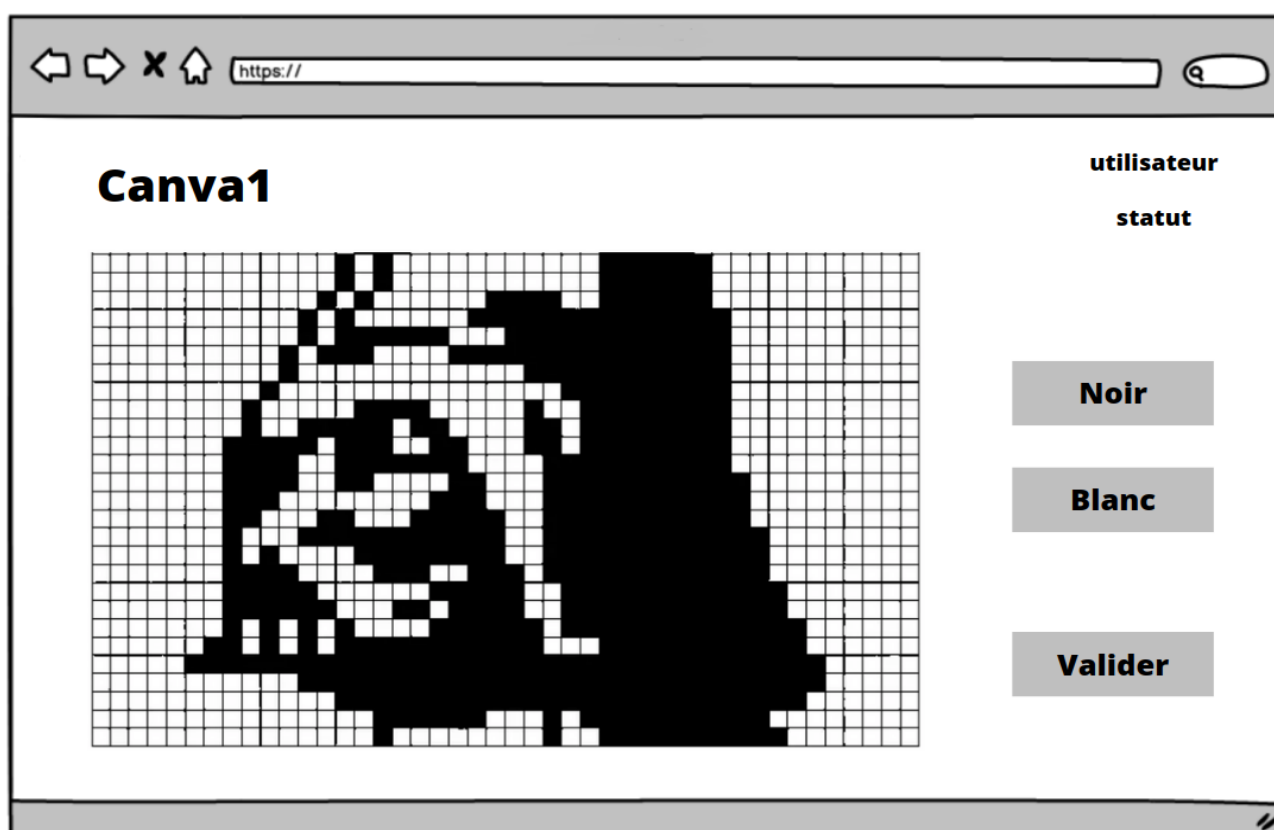 https://
Canva1
utilisateur
statut
Noir
Blanc
Valider